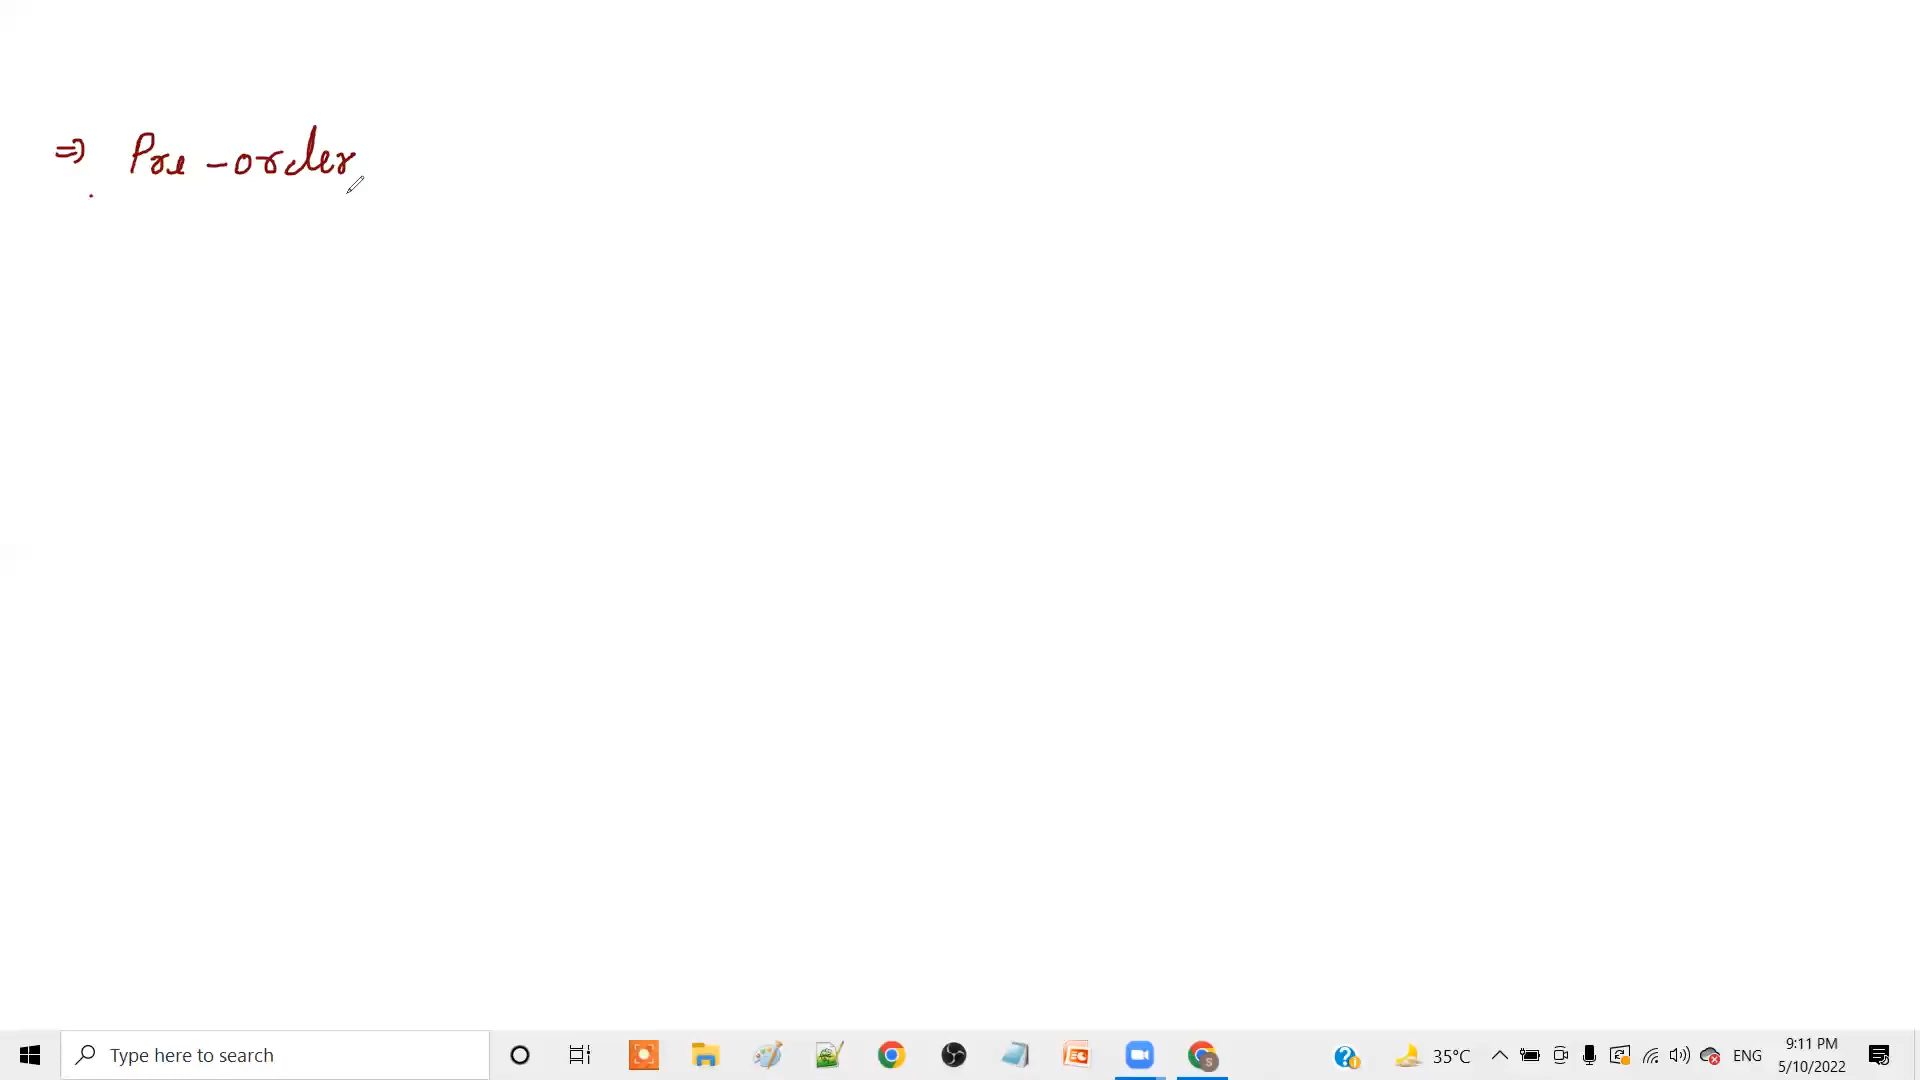 ⇒ Pre-order
Type here to search
35°C
ENG
9:11 PM
5/10/2022